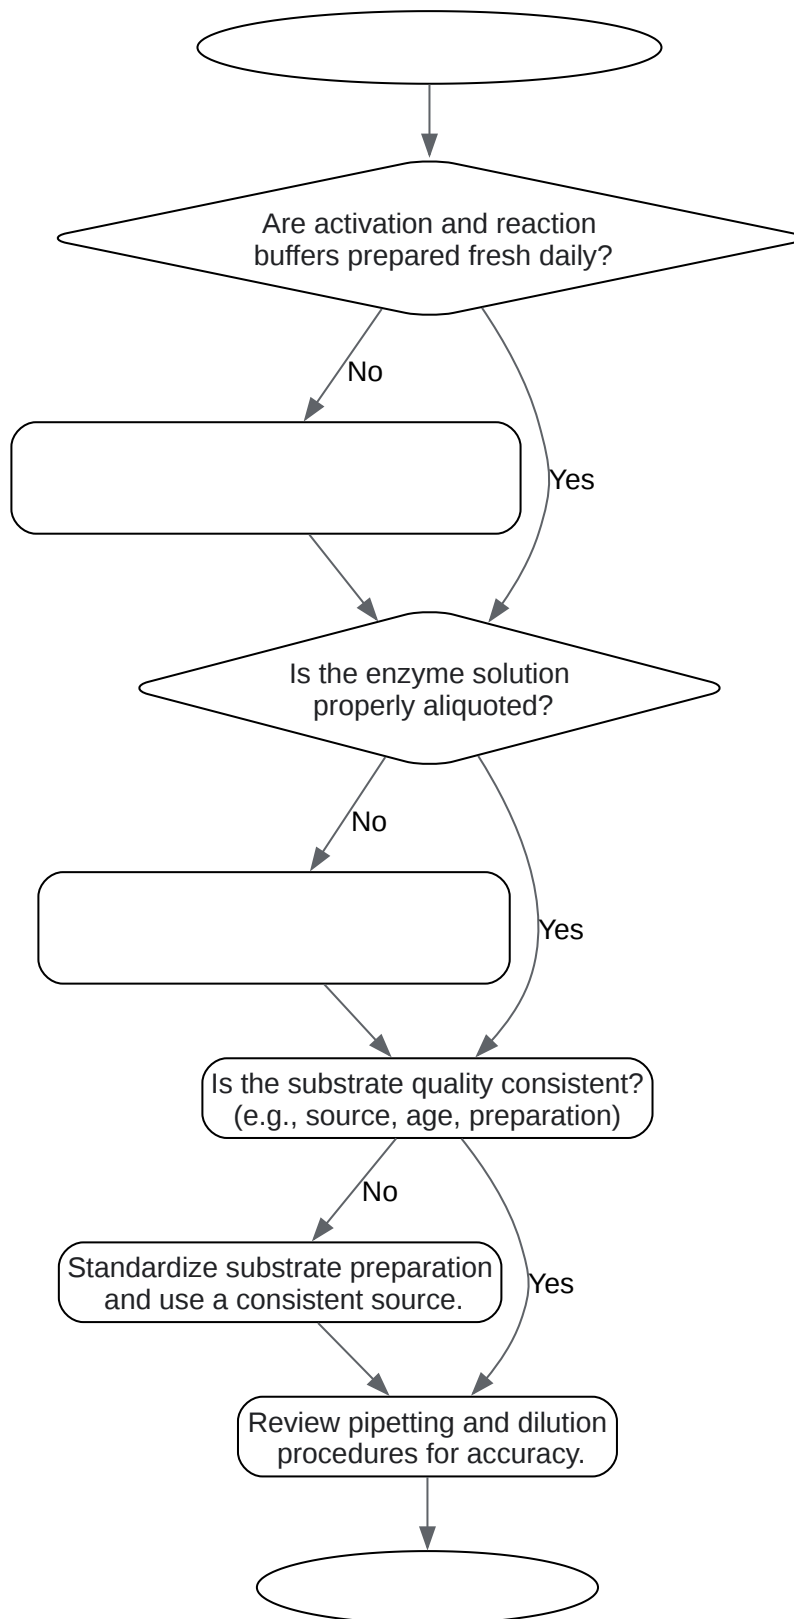 Are activation and reaction
buffers prepared fresh daily?
No
Yes
Is the enzyme solution
properly aliquoted?
No
Yes
Is the substrate quality consistent?
(e.g., source, age, preparation)
No
Standardize substrate preparation
and use a consistent source.
Yes
Review pipetting and dilution
procedures for accuracy.